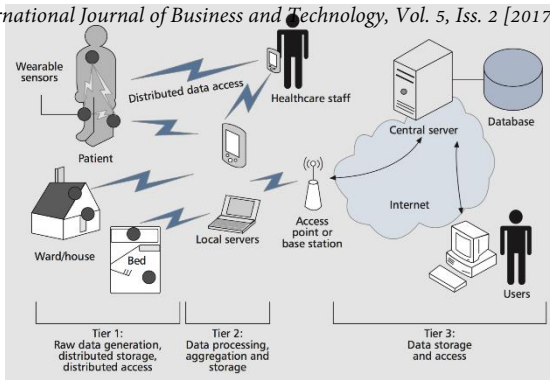 rnational Journal of Business and Technology, Vol. 5, Iss. 2 [2017
Wearable
sensors
Distributed data access
Healthcare staff
Patient
Central server
Database
Internet
Access
point or
base station
Local servers
Ward/house
Bed
Users
Tier 1:
Raw data generation,
distributed storage,
distributed access
Tier 2:
Data processing,
aggregation and
storage
Tier 3:
Data storage
and access